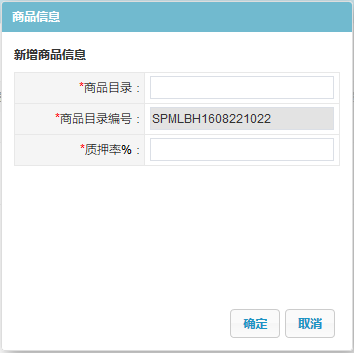 商品信息
新增商品信息
*商品目录：
*商品目录编号： SPMLBH1608221022
*质押率%：
确定 取消